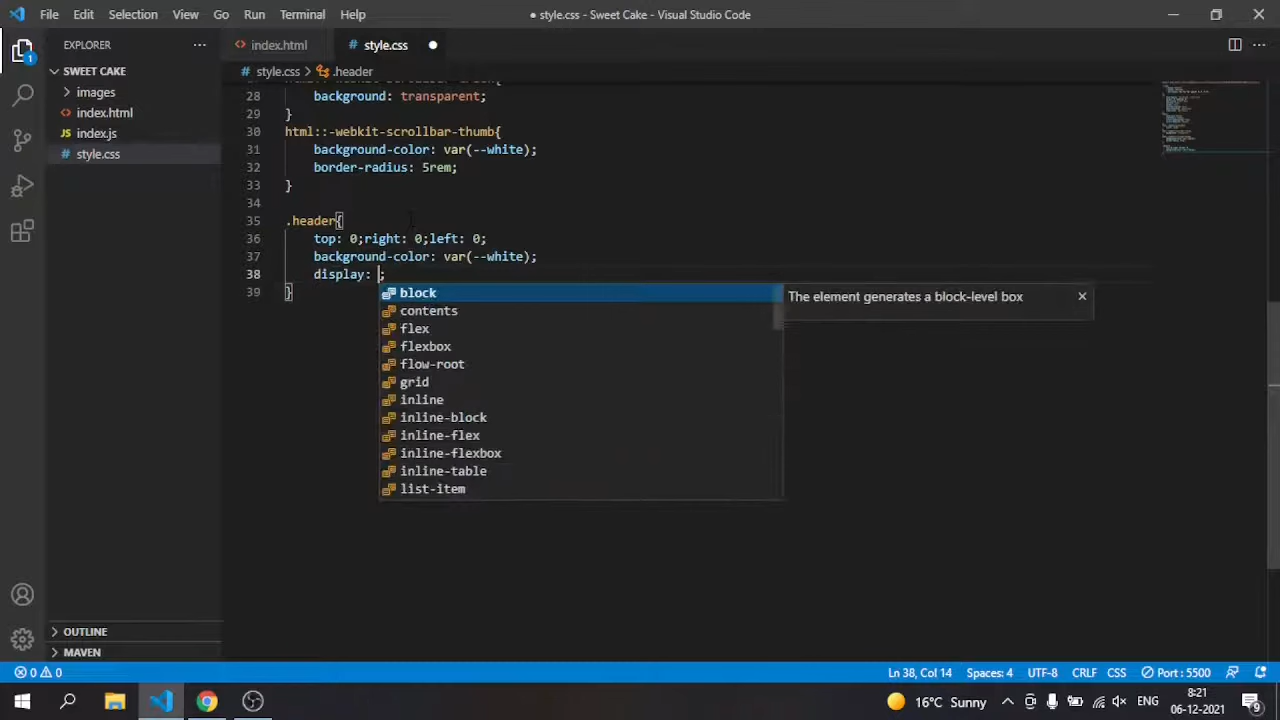 File Edit Selection View Go Run Terminal Help
● style.css - Sweet Cake - Visual Studio Code
EXPLORER ···
<> index.html
# style.css ●
SWEET CAKE
# style.css > .header
images
<> index.html
JS index.js
# style.css
28 background: transparent;
29 }
30 html::-webkit-scrollbar-thumb{
31 background-color: var(--white);
32 border-radius: 5rem;
33 }
34
35 .header{
36 top: 0;right: 0;left: 0;
37 background-color: var(--white);
38 display: ;
39 }
block
The element generates a block-level box
contents
flex
flexbox
flow-root
grid
inline
inline-block
inline-flex
inline-flexbox
inline-table
list-item
1
OUTLINE
MAVEN
0 0 Ln 38, Col 14 Spaces: 4 UTF-8 CRLF CSS Port : 5500
16°C Sunny ENG 8:21
06-12-2021 9